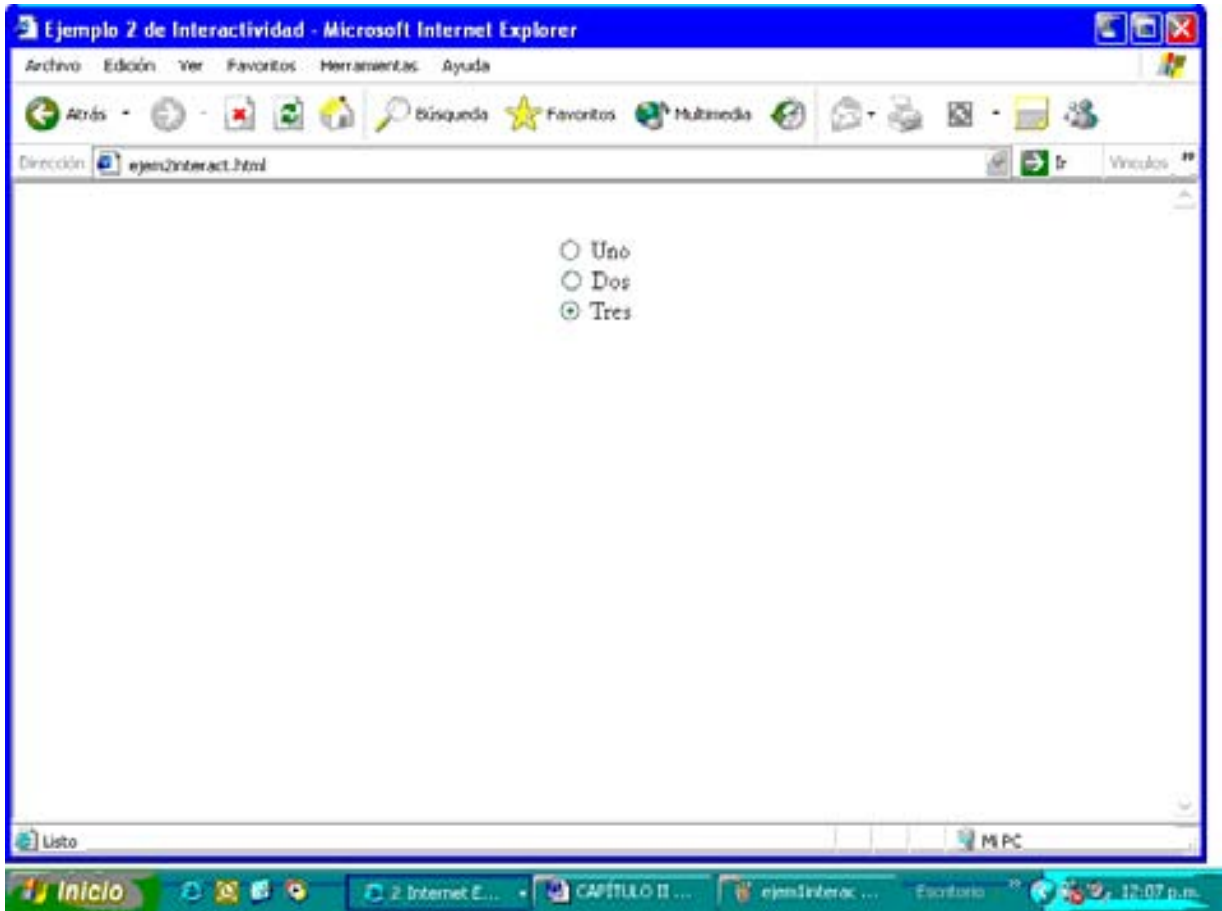 Ejemplo 2 de Interactividad - Microsoft Internet Explorer
Archivo Edición Ver Favoritos Herramientas Ayuda
Atrás Búsqueda Favoritos Multimedia
Dirección ejem2interact.html Ir Vínculos »
Uno
Dos
Tres
Listo Mi PC
Inicio 2 Internet E... CAPÍTULO II ... ejem1interac ... Escritorio » 12:07 p.m.